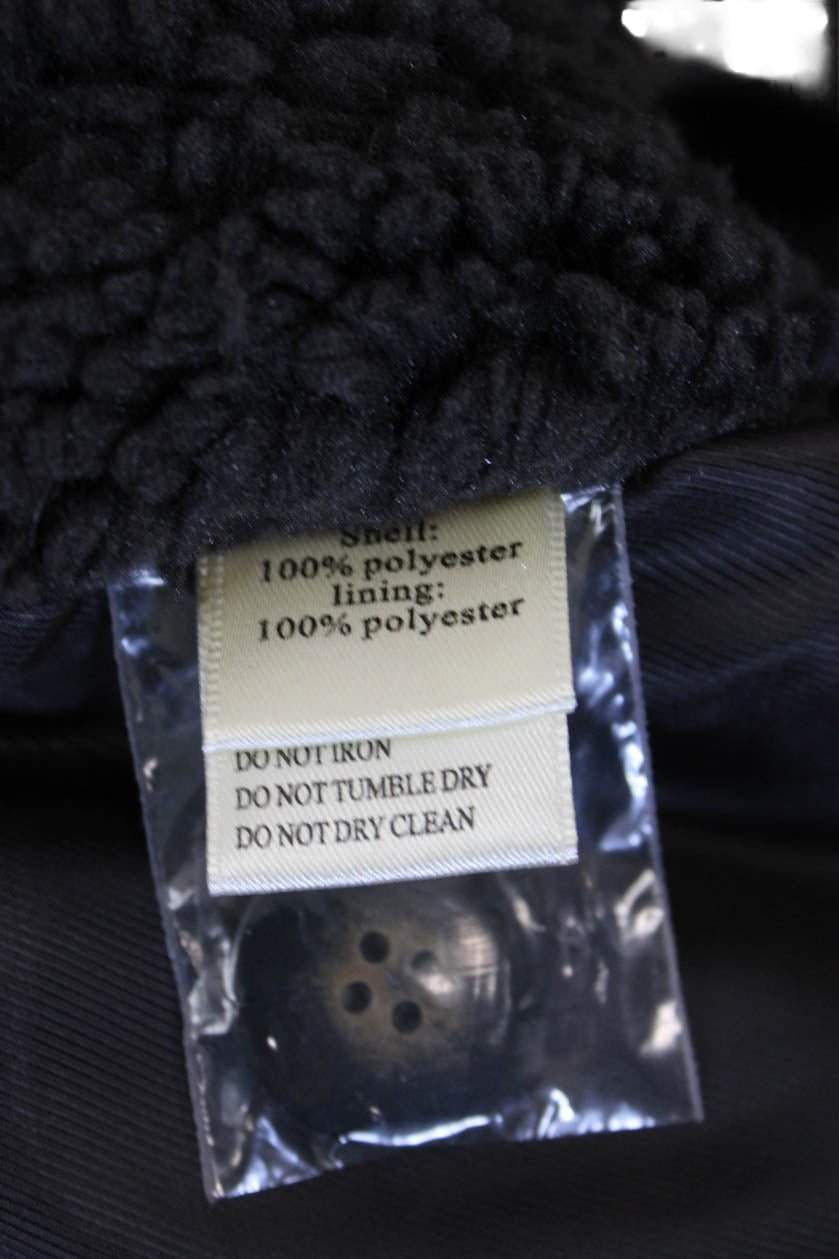 Shell:
100% polyester
lining:
100% polyester
DO NOT IRON
DO NOT TUMBLE DRY
DO NOT DRY CLEAN